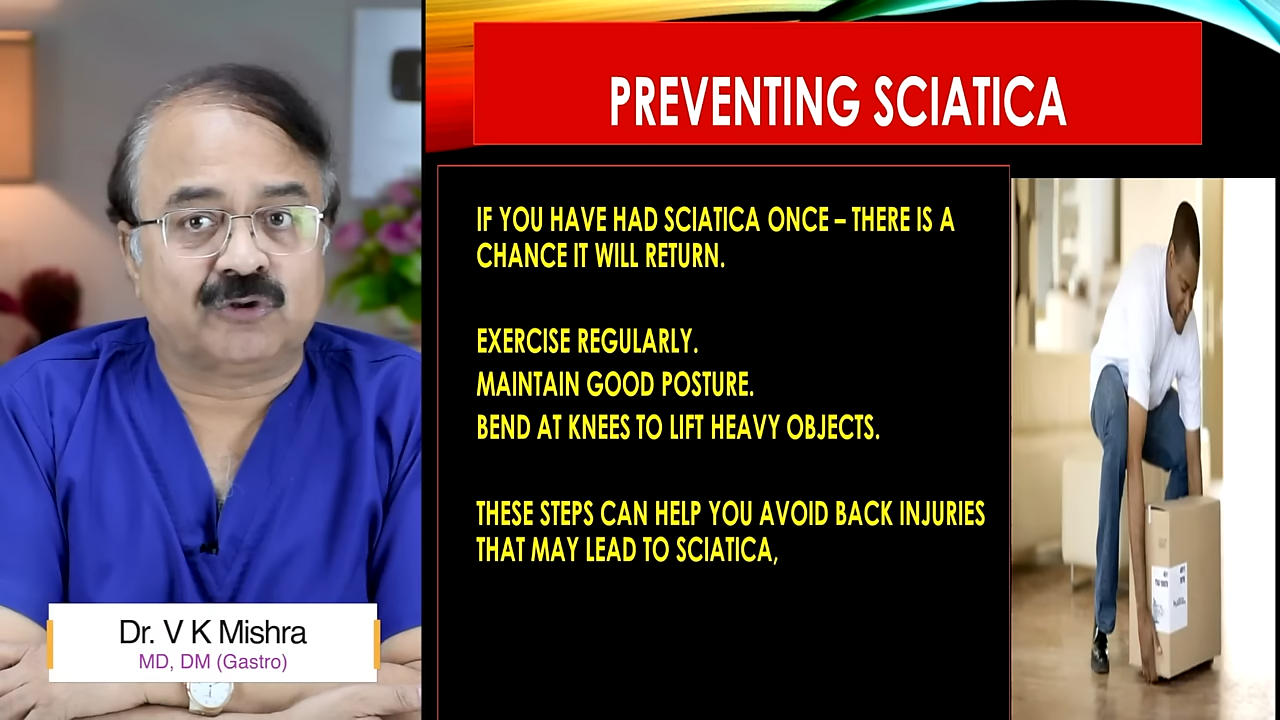 PREVENTING SCIATICA
IF YOU HAVE HAD SCIATICA ONCE – THERE IS A
CHANCE IT WILL RETURN.
EXERCISE REGULARLY.
MAINTAIN GOOD POSTURE.
BEND AT KNEES TO LIFT HEAVY OBJECTS.
THESE STEPS CAN HELP YOU AVOID BACK INJURIES
THAT MAY LEAD TO SCIATICA,
Dr. V K Mishra
MD, DM (Gastro)